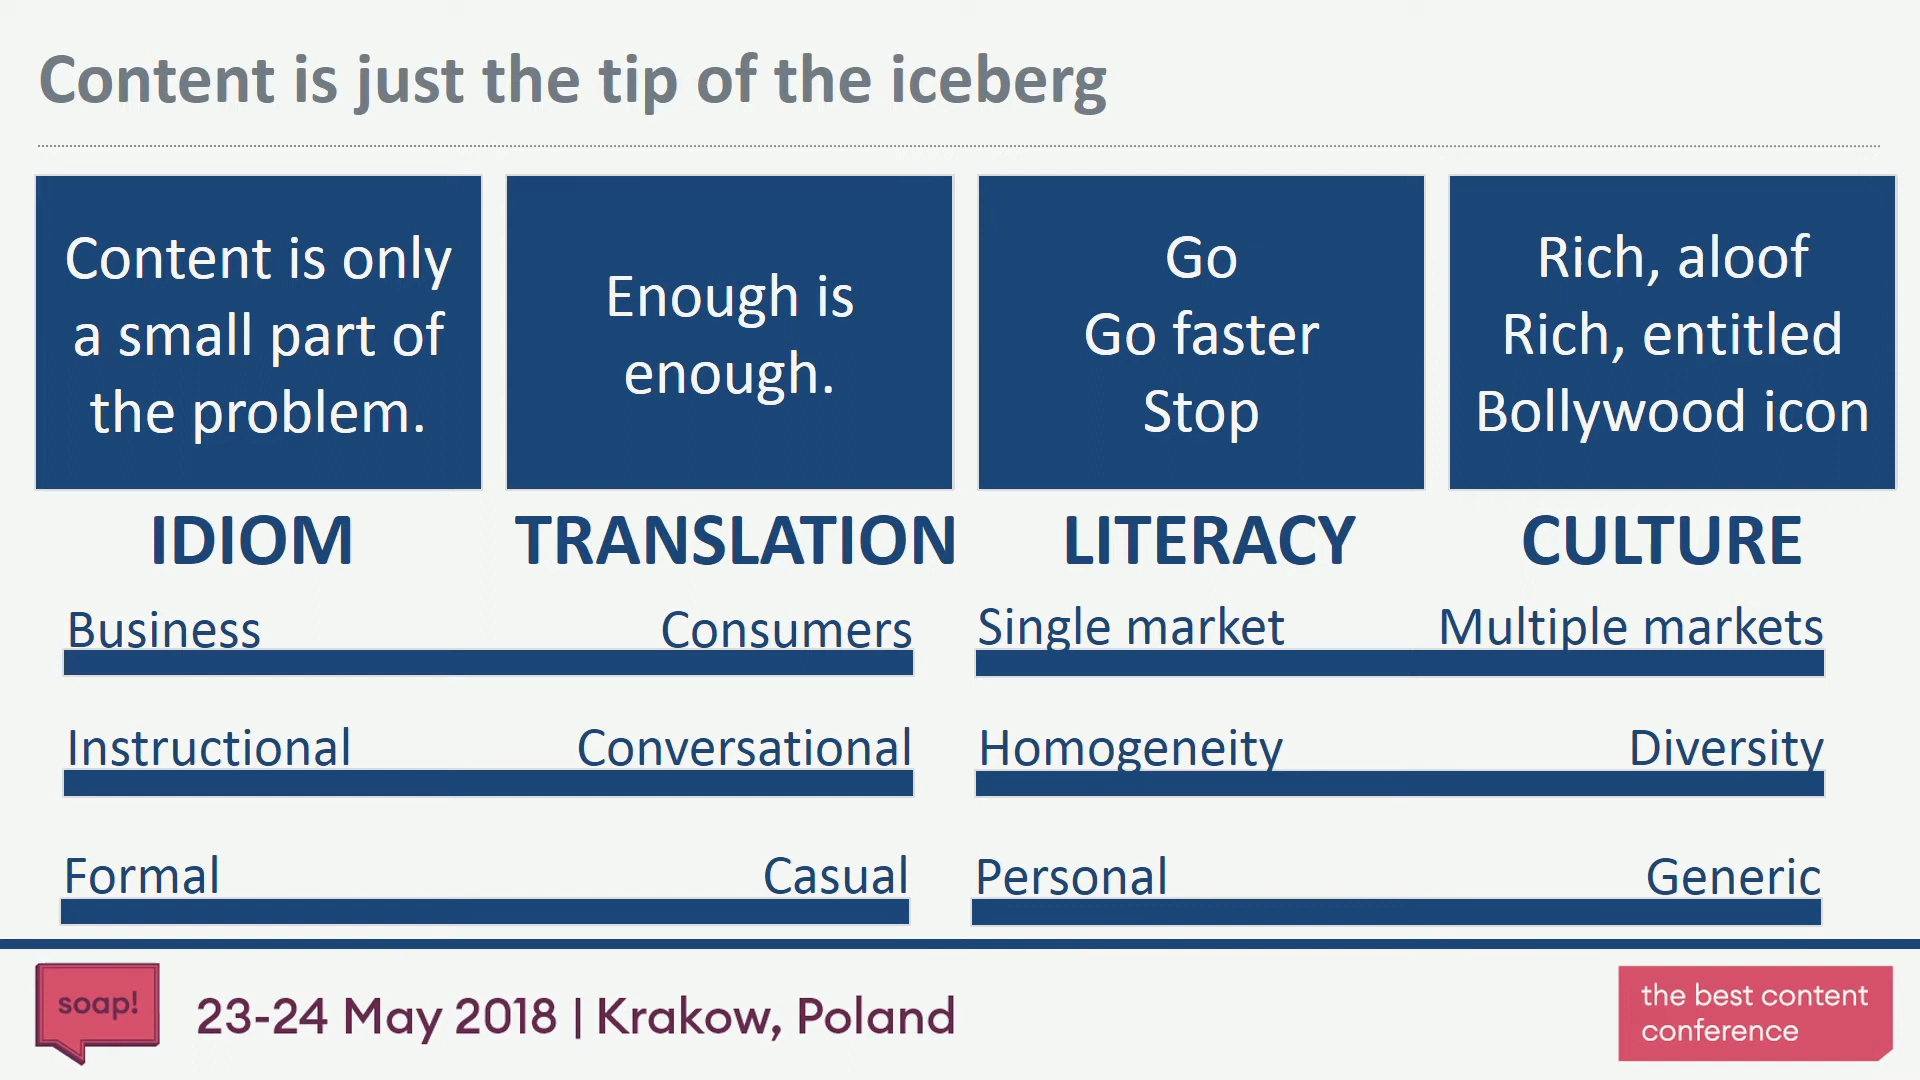 Content is just the tip of the iceberg
Content is only
a small part of
the problem.
Enough is
enough.
Go
Go faster
Stop
Rich, aloof
Rich, entitled
Bollywood icon
IDIOM
TRANSLATION
LITERACY
CULTURE
Business
Consumers
Single market
Multiple markets
Instructional
Conversational
Homogeneity
Diversity
Formal
Casual
Personal
Generic
soap!
23-24 May 2018 | Krakow, Poland
the best content
conference